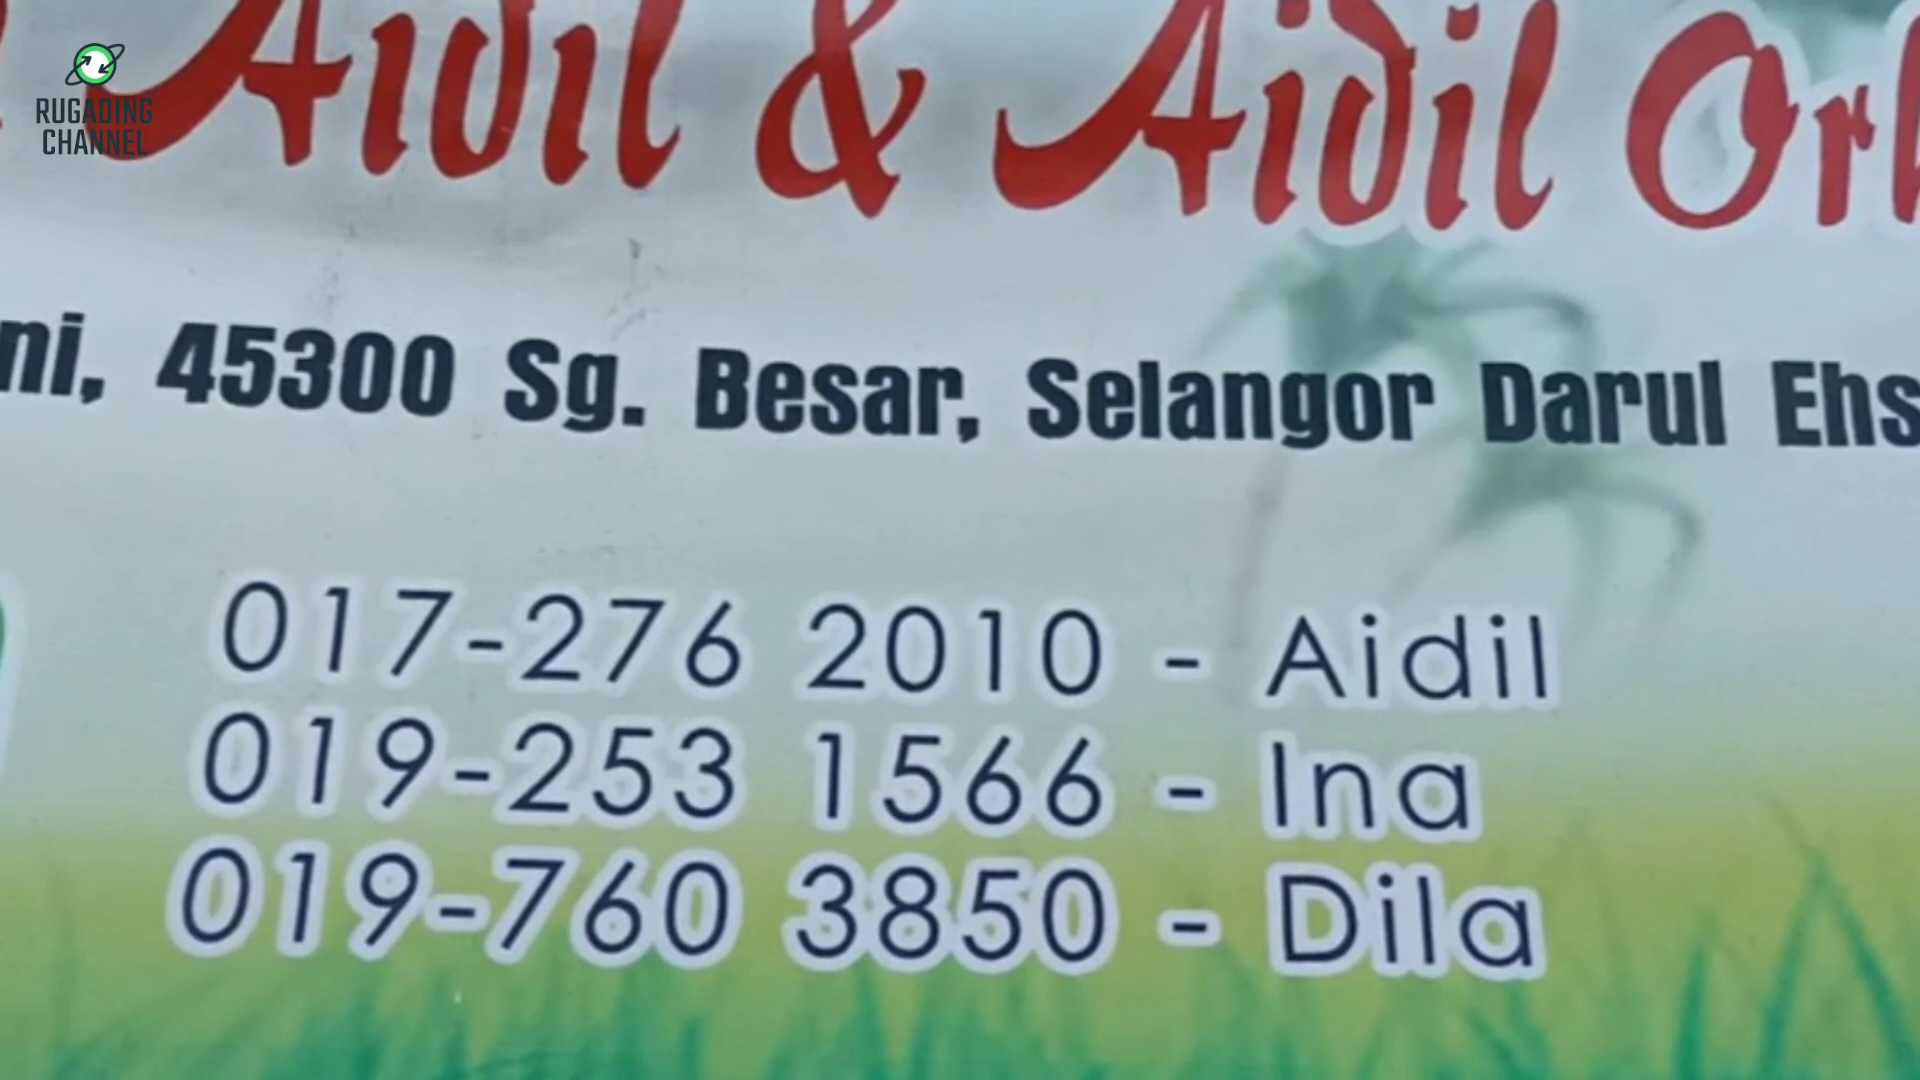 RUGADING
CHANNEL
Aidil & Aidil
45300 Sg. Besar, Selangor Darul
017-276 2010 - Aidil
019-253 1566 - Ina
019-760 3850 - Dila